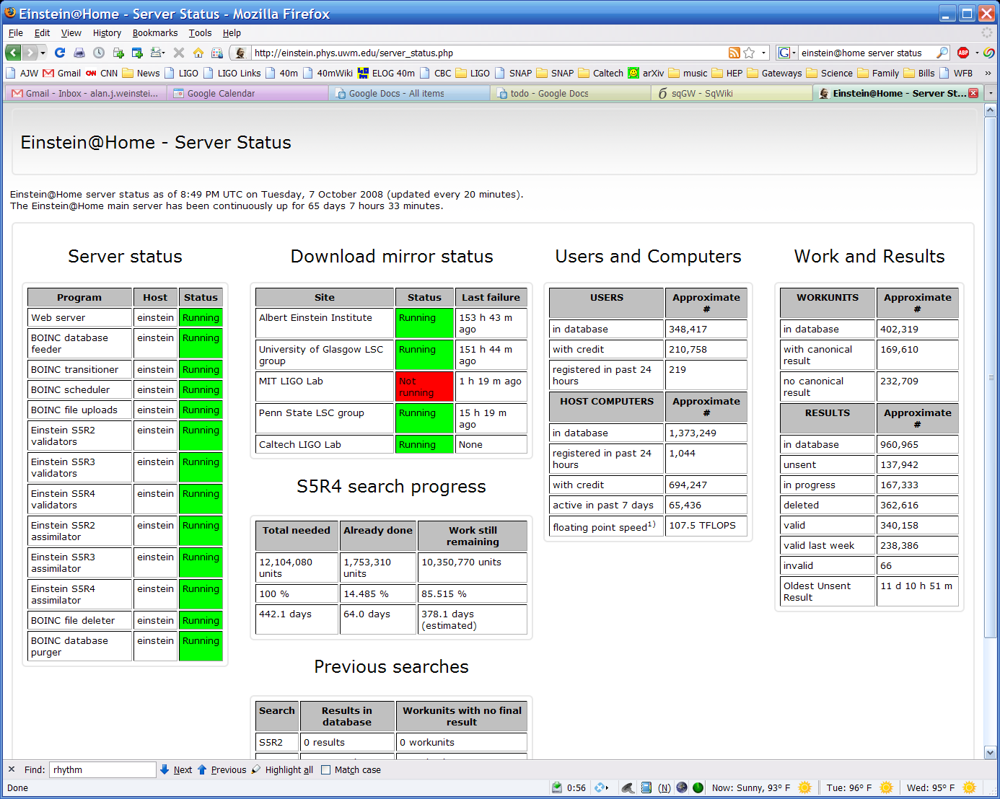 Einstein@Home - Server Status - Mozilla Firefox
File Edit View History Bookmarks Tools Help
http://einstein.phys.uwm.edu/server_status.php einstein@home server status
AJW Gmail CNN News LIGO LIGO Links 40m 40mWiki ELOG 40m CBC LIGO SNAP SNAP Caltech arXiv music HEP Gateways Science Family Bills WFB »
Gmail - Inbox - alan.j.weinstei... Google Calendar Google Docs - All items todo - Google Docs sqGW - SqWiki Einstein@Home - Server St...
Einstein@Home - Server Status
Einstein@Home server status as of 8:49 PM UTC on Tuesday, 7 October 2008 (updated every 20 minutes).
The Einstein@Home main server has been continuously up for 65 days 7 hours 33 minutes.
Server status
Program Host Status
Web server einstein Running
BOINC database feeder einstein Running
BOINC transitioner einstein Running
BOINC scheduler einstein Running
BOINC file uploads einstein Running
Einstein S5R2 validators einstein Running
Einstein S5R3 validators einstein Running
Einstein S5R4 validators einstein Running
Einstein S5R2 assimilator einstein Running
Einstein S5R3 assimilator einstein Running
Einstein S5R4 assimilator einstein Running
BOINC file deleter einstein Running
BOINC database purger einstein Running
Download mirror status
Site Status Last failure
Albert Einstein Institute Running 153 h 43 m ago
University of Glasgow LSC group Running 151 h 44 m ago
MIT LIGO Lab Not running 1 h 19 m ago
Penn State LSC group Running 15 h 19 m ago
Caltech LIGO Lab Running None
S5R4 search progress
Total needed Already done Work still remaining
12,104,080 units 1,753,310 units 10,350,770 units
100 % 14.485 % 85.515 %
442.1 days 64.0 days 378.1 days (estimated)
Previous searches
Search Results in database Workunits with no final result
S5R2 0 results 0 workunits
Users and Computers
USERS Approximate #
in database 348,417
with credit 210,758
registered in past 24 hours 219
HOST COMPUTERS Approximate #
in database 1,373,249
registered in past 24 hours 1,044
with credit 694,247
active in past 7 days 65,436
floating point speed1) 107.5 TFLOPS
Work and Results
WORKUNITS Approximate #
in database 402,319
with canonical result 169,610
no canonical result 232,709
RESULTS Approximate #
in database 960,965
unsent 137,942
in progress 167,333
deleted 362,616
valid 340,158
valid last week 238,386
invalid 66
Oldest Unsent Result 11 d 10 h 51 m
Find: rhythm Next Previous Highlight all Match case
Done 0:56 (N) Now: Sunny, 93° F Tue: 96° F Wed: 95° F